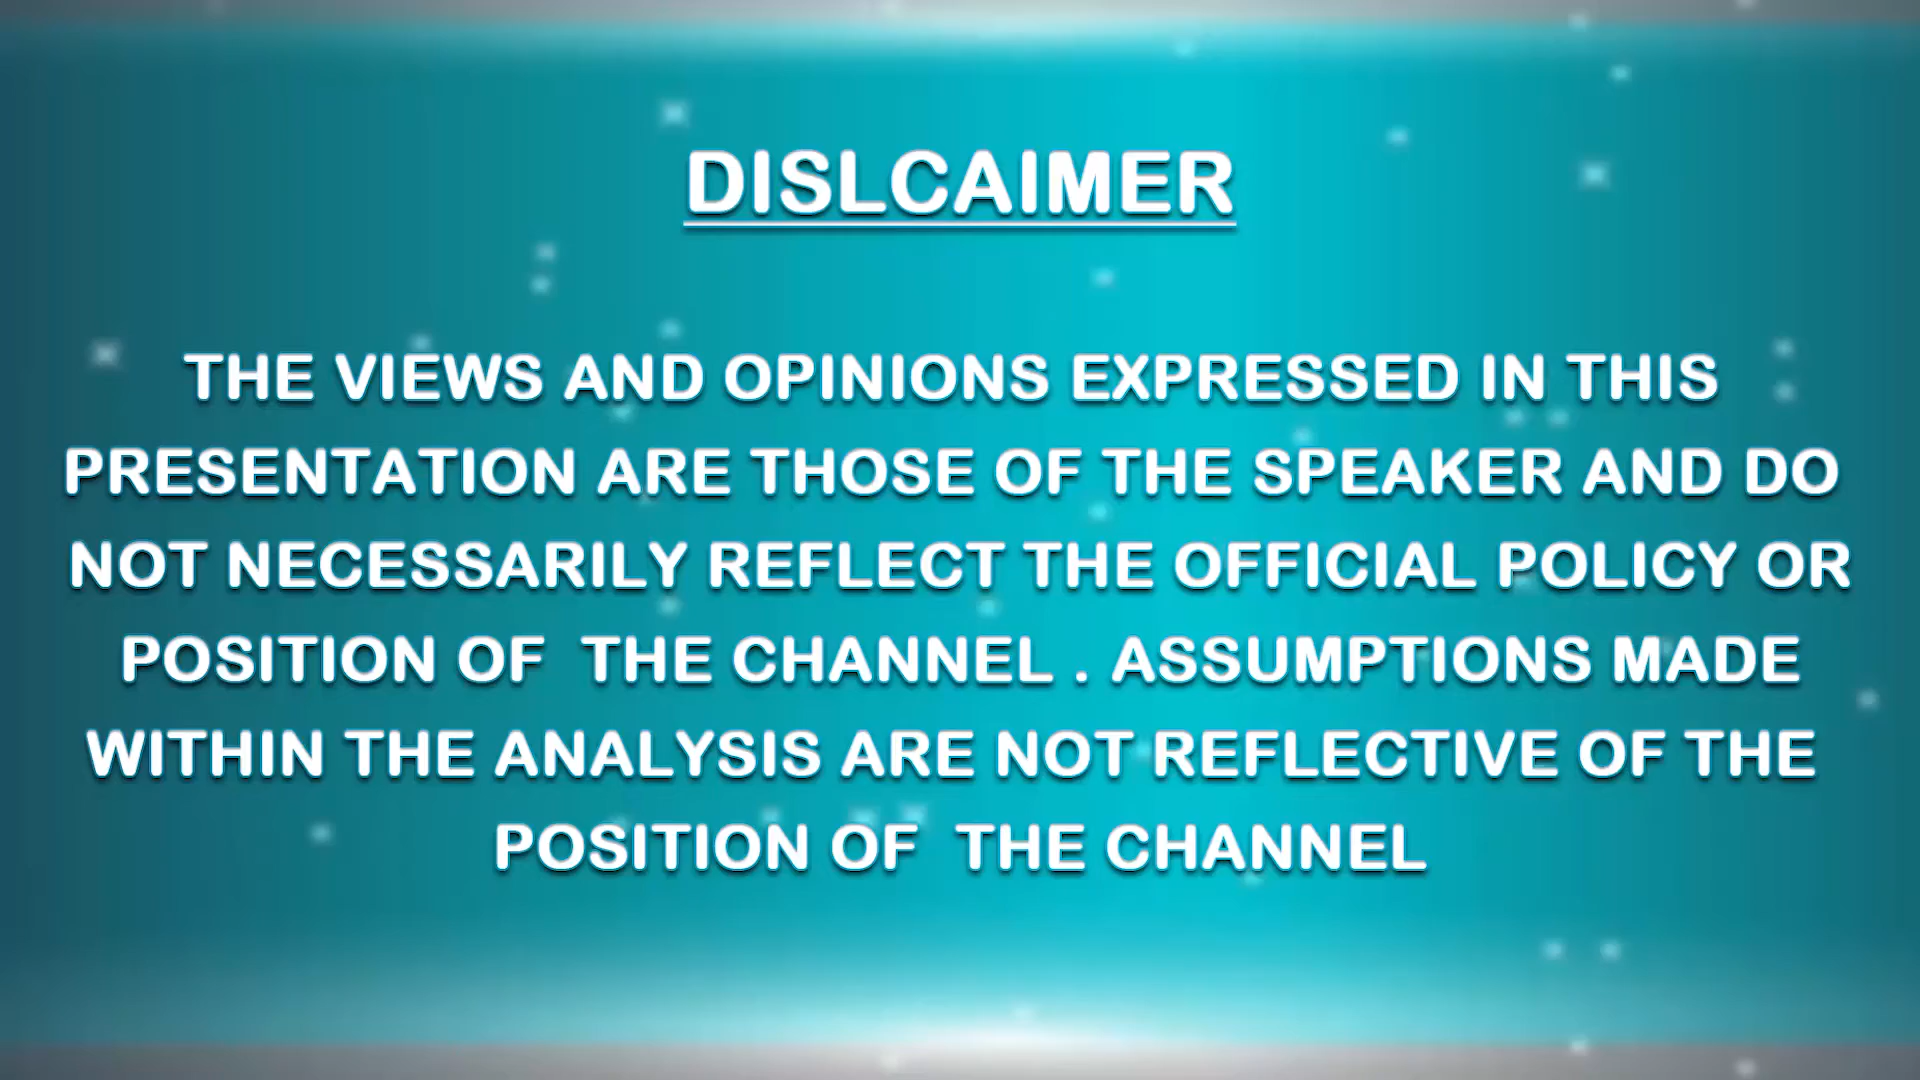 DISLCAIMER
THE VIEWS AND OPINIONS EXPRESSED IN THIS
PRESENTATION ARE THOSE OF THE SPEAKER AND DO
NOT NECESSARILY REFLECT THE OFFICIAL POLICY OR
POSITION OF  THE CHANNEL . ASSUMPTIONS MADE
WITHIN THE ANALYSIS ARE NOT REFLECTIVE OF THE
POSITION OF  THE CHANNEL